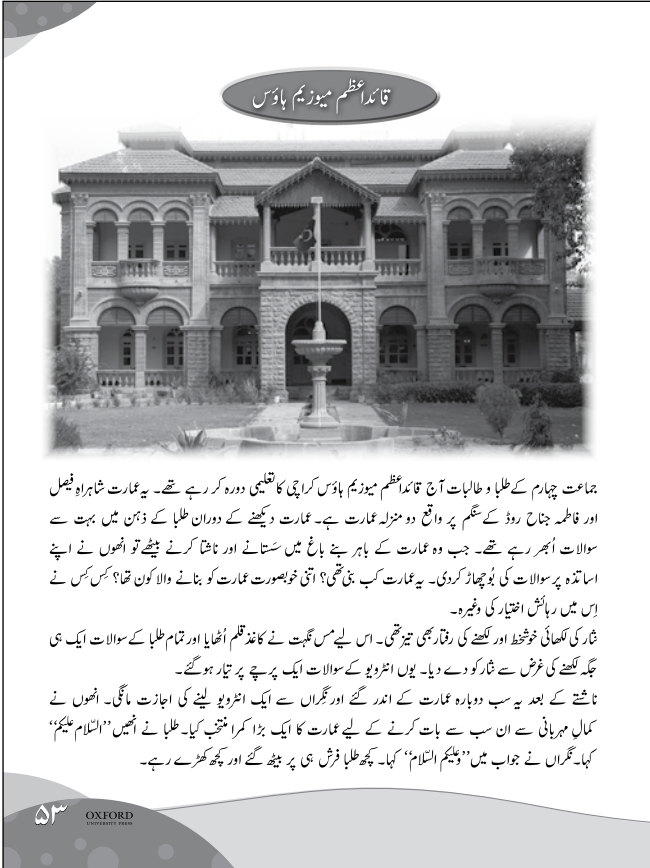 قائداعظم میوزیم ہاؤس
جماعت چہارم کے طلبا و طالبات آج قائداعظم میوزیم ہاؤس کراچی کا تعلیمی دورہ کر رہے تھے۔ یہ عمارت شاہراہِ فیصل
اور فاطمہ جناح روڈ کے سنگم پر واقع دو منزلہ عمارت ہے۔ عمارت دیکھنے کے دوران طلبا کے ذہن میں بہت سے
سوالات اُبھر رہے تھے۔ جب وہ عمارت کے باہر بنے باغ میں سَستانے اور ناشتا کرنے بیٹھے تو انھوں نے اپنے
اساتذہ پر سوالات کی بُوچھاڑ کردی۔ یہ عمارت کب بنی تھی؟ اتنی خوبصورت عمارت کو بنانے والا کون تھا؟ کِس کِس نے
اِس میں رہائش اختیار کی وغیرہ۔
نثار کی لکھائی خوشخط اور لکھنے کی رفتار بھی تیز تھی۔ اس لیے مس نگہت نے کاغذ قلم اُٹھایا اور تمام طلبا کے سوالات ایک ہی
جگہ لکھنے کی غرض سے نثار کو دے دیا۔ یوں انٹرویو کے سوالات ایک پرچے پر تیار ہوگئے۔
ناشتے کے بعد یہ سب دوبارہ عمارت کے اندر گئے اور نگراں سے ایک انٹرویو لینے کی اجازت مانگی۔ انھوں نے
کمالِ مہربانی سے ان سب سے بات کرنے کے لیے عمارت کا ایک بڑا کمرا منتخب کیا۔ طلبا نے انھیں ’’السّلام علیکم‘‘
کہا۔ نگراں نے جواب میں ’’وعلیکم السّلام‘‘ کہا۔ کچھ طلبا فرش ہی پر بیٹھ گئے اور کچھ کھڑے رہے۔
۵۳
OXFORD
UNIVERSITY PRESS